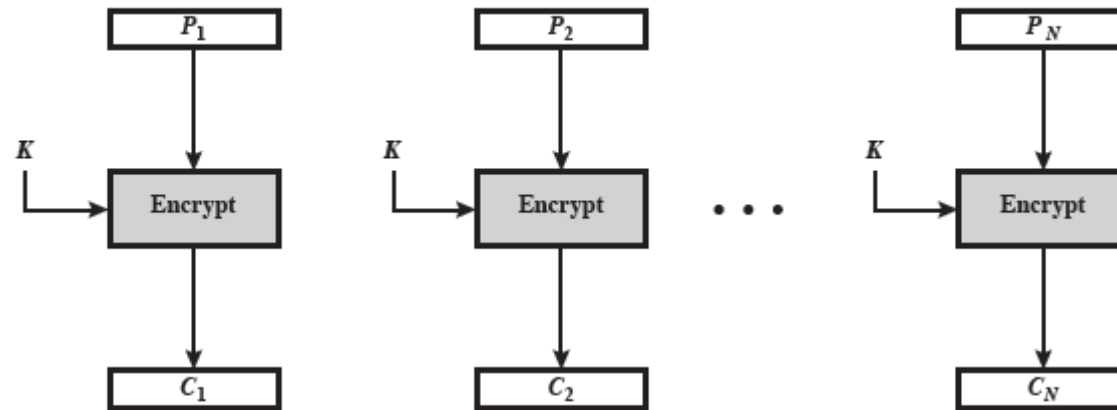 P1 P2 PN
K K K
Encrypt Encrypt • • • Encrypt
C1 C2 CN